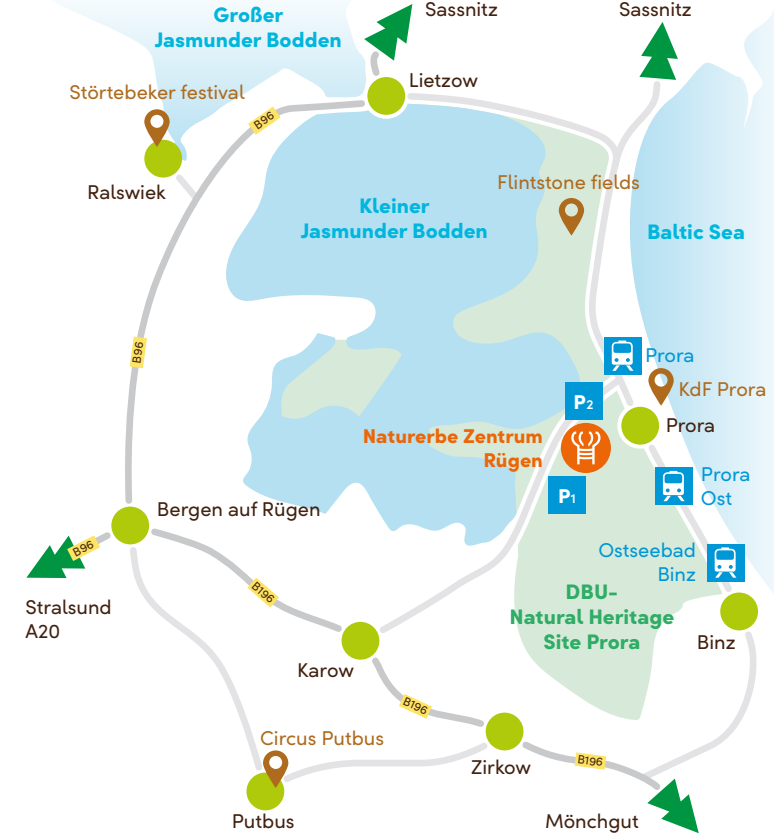 Großer
Jasmunder Bodden
Sassnitz
Sassnitz
Lietzow
Störtebeker festival
B96
Ralswiek
Flintstone fields
Kleiner
Jasmunder Bodden
Baltic Sea
B96
Prora
KdF Prora
P2
Prora
Naturerbe Zentrum
Rügen
P1
Prora
Ost
Bergen auf Rügen
B96
Ostseebad
Binz
Stralsund
A20
B196
DBU-
Natural Heritage
Site Prora
Binz
Karow
B196
Circus Putbus
Zirkow
B196
Putbus
Mönchgut